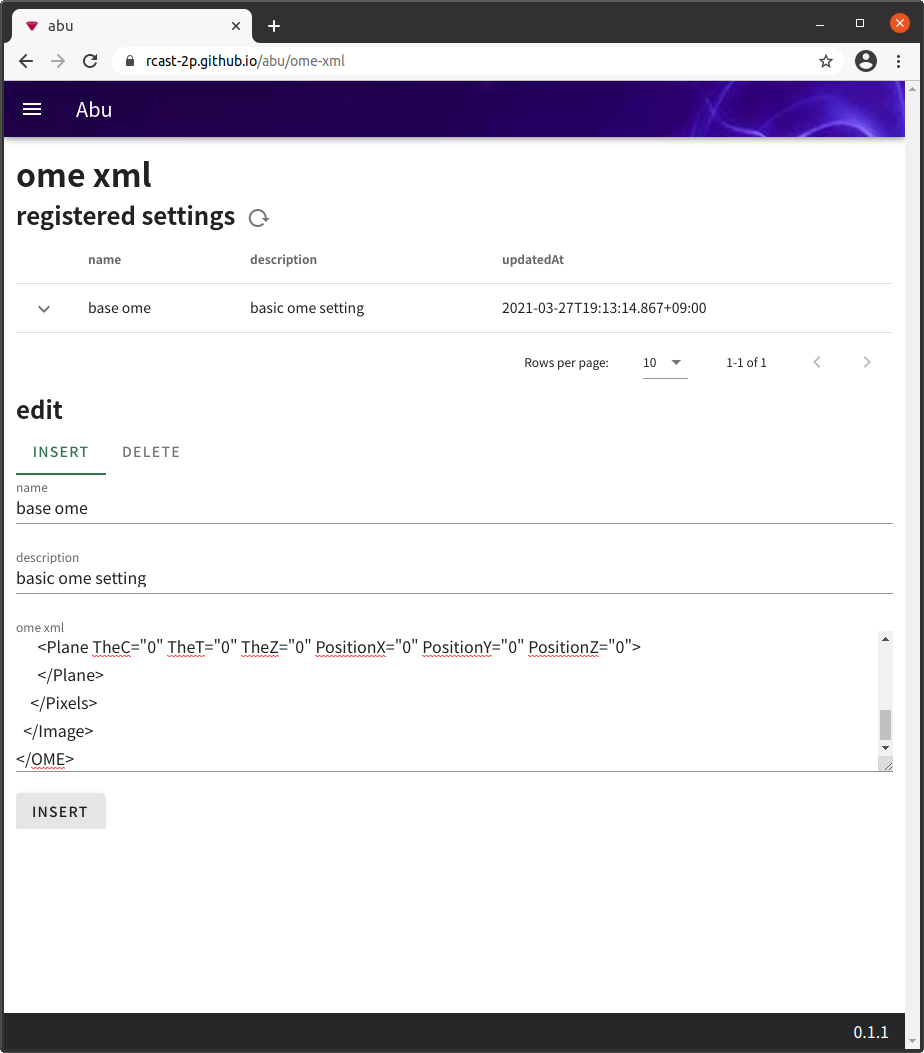 abu
rcast-2p.github.io/abu/ome-xml
Abu
ome xml
registered settings
name description updatedAt
base ome basic ome setting 2021-03-27T19:13:14.867+09:00
Rows per page: 10 1-1 of 1
edit
INSERT DELETE
name
base ome
description
basic ome setting
ome xml
<Plane TheC="0" TheT="0" TheZ="0" PositionX="0" PositionY="0" PositionZ="0">
</Plane>
</Pixels>
</Image>
</OME>
INSERT
0.1.1